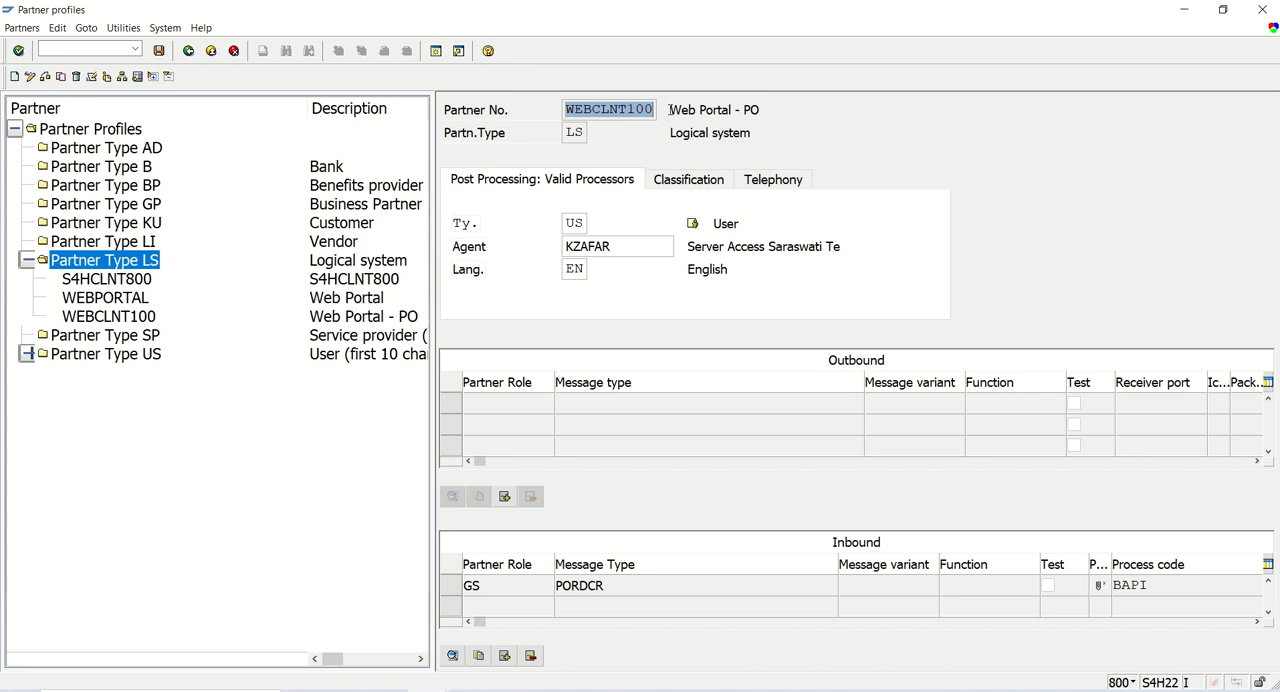 Partner profiles
Partners Edit Goto Utilities System Help
Partner Description
Partner Profiles
Partner Type AD
Partner Type B Bank
Partner Type BP Benefits provider
Partner Type GP Business Partner
Partner Type KU Customer
Partner Type LI Vendor
Partner Type LS Logical system
S4HCLNT800 S4HCLNT800
WEBPORTAL Web Portal
WEBCLNT100 Web Portal - PO
Partner Type SP Service provider (
Partner Type US User (first 10 cha
Partner No. WEBCLNT100 Web Portal - PO
Partn.Type LS Logical system
Post Processing: Valid Processors Classification Telephony
Ty. US User
Agent KZAFAR Server Access Saraswati Te
Lang. EN English
Outbound
Partner Role Message type Message variant Function Test Receiver port Ic... Pack..
Inbound
Partner Role Message Type Message variant Function Test P... Process code
GS PORDCR BAPI
800 S4H22 I